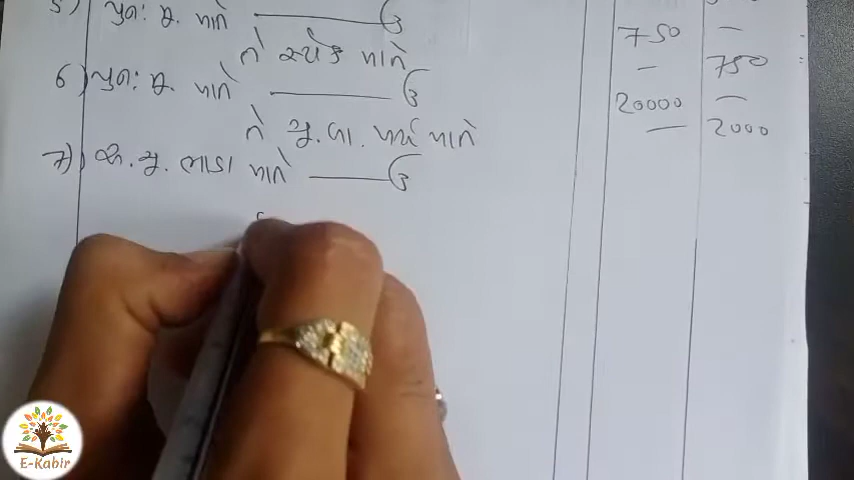 5) પુનઃ મૂ. ખાતે ——— ઉ
તે સ્ટોક ખાતે
750 —
— 750
6) પુનઃ મૂ. ખાતે ——— ઉ
તે ચૂ. બા. ખર્ચ ખાતે
20000 —
— 2000
7) અ. ચૂ. ભાડા ખાતે ——— ઉ
E-Kabir